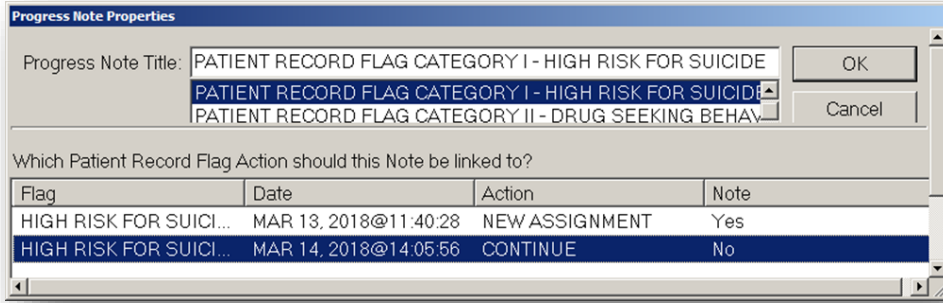 Progress Note Properties
Progress Note Title: PATIENT RECORD FLAG CATEGORY I - HIGH RISK FOR SUICIDE OK
PATIENT RECORD FLAG CATEGORY I - HIGH RISK FOR SUICIDE
PATIENT RECORD FLAG CATEGORY II - DRUG SEEKING BEHAV Cancel
Which Patient Record Flag Action should this Note be linked to?
Flag Date Action Note
HIGH RISK FOR SUICI... MAR 13, 2018@11:40:28 NEW ASSIGNMENT Yes
HIGH RISK FOR SUICI... MAR 14, 2018@14:05:56 CONTINUE No